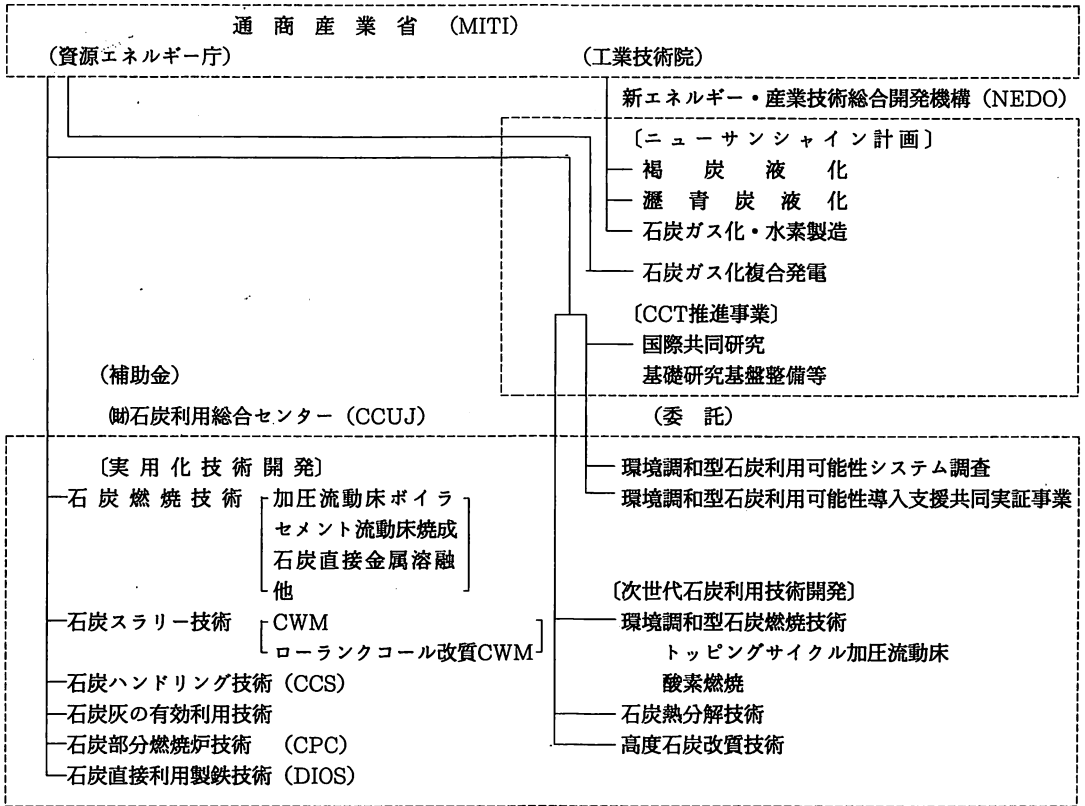 通商産業省 (MITI)
(資源エネルギー庁)
(工業技術院)
新エネルギー・産業技術総合開発機構 (NEDO)
〔ニューサンシャイン計画〕
褐炭液化
瀝青炭液化
石炭ガス化・水素製造
石炭ガス化複合発電
〔CCT推進事業〕
国際共同研究
基礎研究基盤整備等
(補助金)
㈶石炭利用総合センター (CCUJ)
(委託)
〔実用化技術開発〕
石炭燃焼技術
加圧流動床ボイラ
セメント流動床焼成
石炭直接金属溶融
他
石炭スラリー技術
CWM
ローランクコール改質CWM
石炭ハンドリング技術 (CCS)
石炭灰の有効利用技術
石炭部分燃焼炉技術 (CPC)
石炭直接利用製鉄技術 (DIOS)
環境調和型石炭利用可能性システム調査
環境調和型石炭利用可能性導入支援共同実証事業
〔次世代石炭利用技術開発〕
環境調和型石炭燃焼技術
トッピングサイクル加圧流動床
酸素燃焼
石炭熱分解技術
高度石炭改質技術